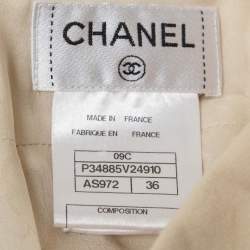 CHANEL
MADE IN FRANCE
FABRIQUE EN FRANCE
09C
P34885V24910
AS972 36
COMPOSITION